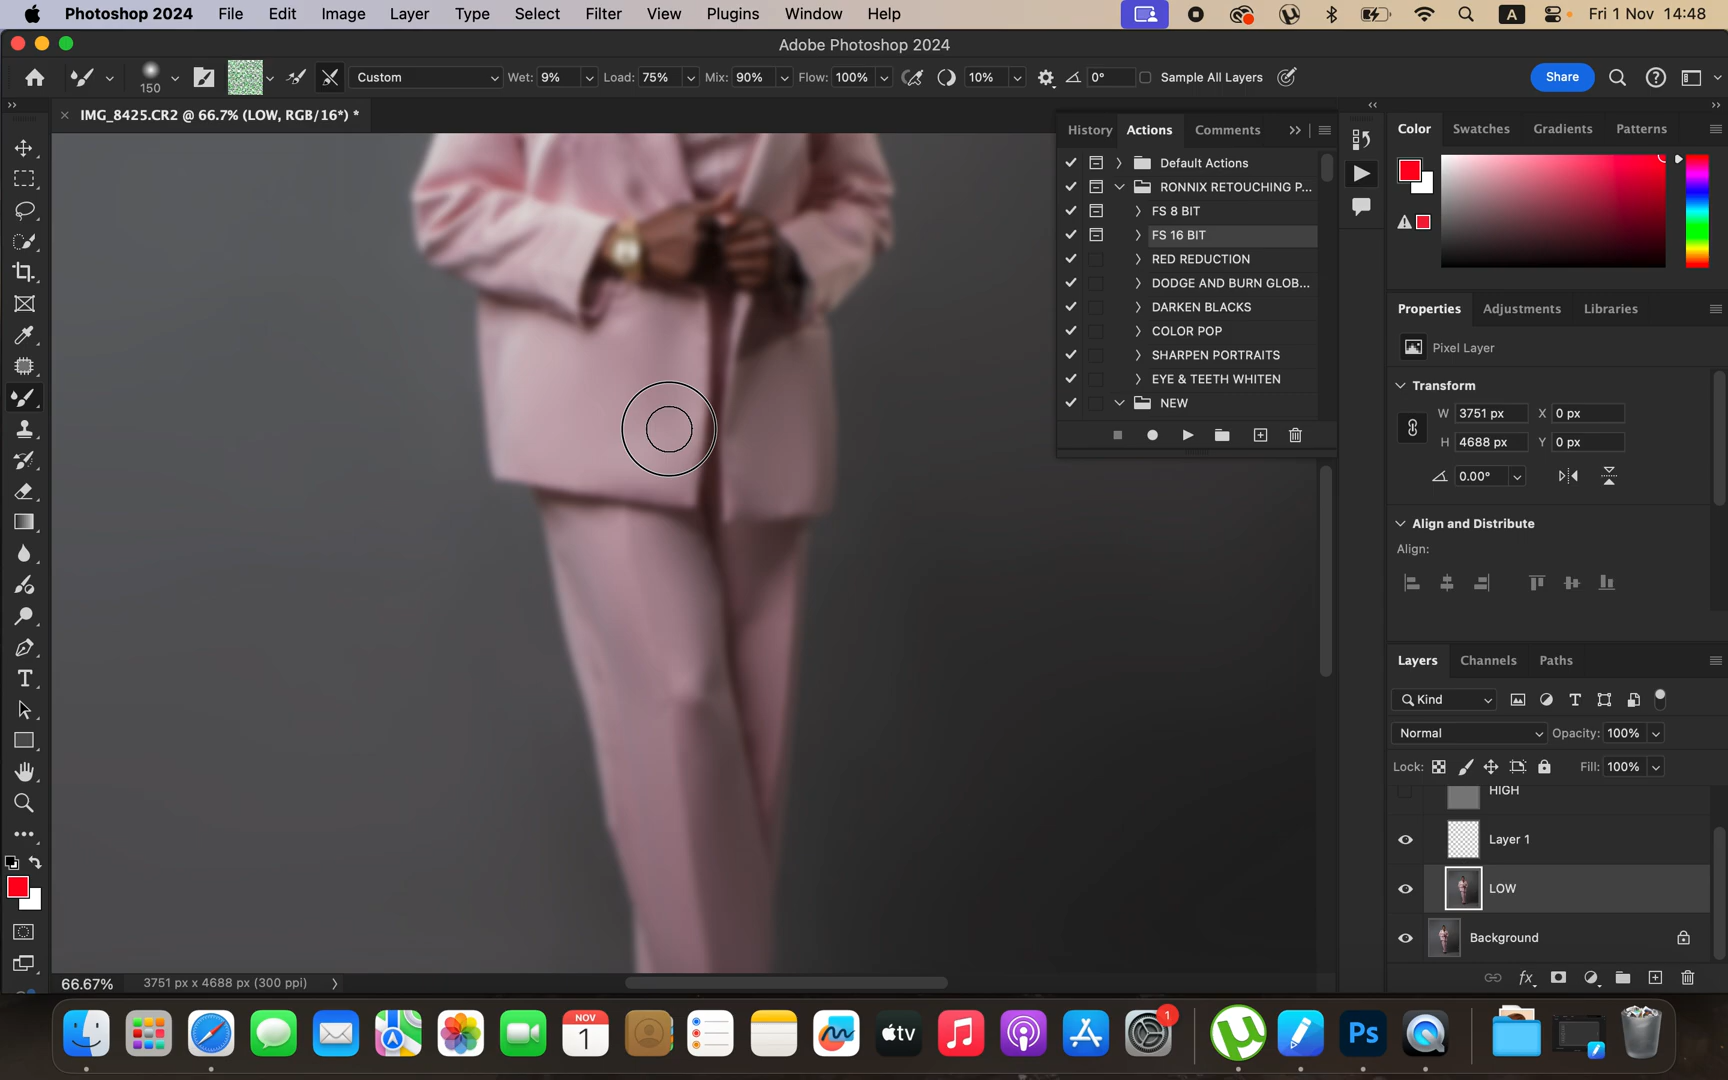 Photoshop 2024 File Edit Image Layer Type Select Filter View Plugins Window Help A Fri 1 Nov 14:48
Adobe Photoshop 2024
150 Custom Wet: 9% Load: 75% Mix: 90% Flow: 100% 10% 0° Sample All Layers Share
IMG_8425.CR2 @ 66.7% (LOW, RGB/16*) *
History Actions Comments
Default Actions
RONNIX RETOUCHING P...
FS 8 BIT
FS 16 BIT
RED REDUCTION
DODGE AND BURN GLOB...
DARKEN BLACKS
COLOR POP
SHARPEN PORTRAITS
EYE & TEETH WHITEN
NEW
Color Swatches Gradients Patterns
Properties Adjustments Libraries
Pixel Layer
Transform
W 3751 px X 0 px
H 4688 px Y 0 px
0.00°
Align and Distribute
Align:
Layers Channels Paths
Kind
Normal Opacity: 100%
Lock: Fill: 100%
HIGH
Layer 1
LOW
Background
fx
66.67% 3751 px x 4688 px (300 ppi)
NOV
1
tv
1
Ps